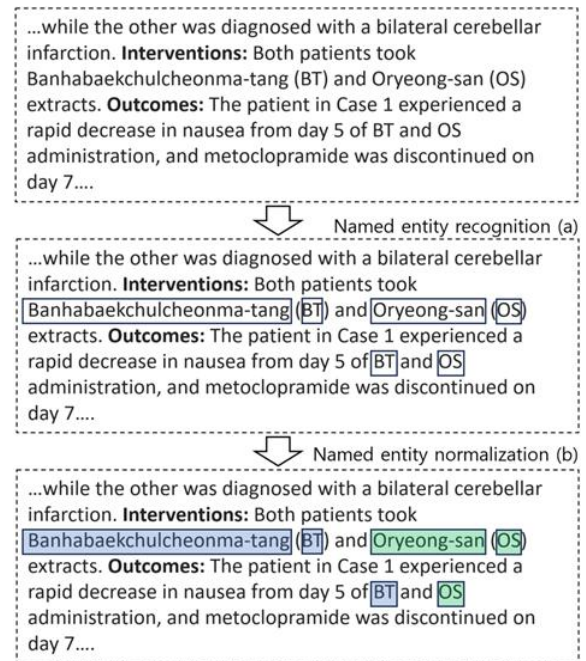 ...while the other was diagnosed with a bilateral cerebellar
infarction. Interventions: Both patients took
Banhabaekchulcheonma-tang (BT) and Oryeong-san (OS)
extracts. Outcomes: The patient in Case 1 experienced a
rapid decrease in nausea from day 5 of BT and OS
administration, and metoclopramide was discontinued on
day 7....
Named entity recognition (a)
...while the other was diagnosed with a bilateral cerebellar
infarction. Interventions: Both patients took
Banhabaekchulcheonma-tang (BT) and Oryeong-san (OS)
extracts. Outcomes: The patient in Case 1 experienced a
rapid decrease in nausea from day 5 of BT and OS
administration, and metoclopramide was discontinued on
day 7....
Named entity normalization (b)
...while the other was diagnosed with a bilateral cerebellar
infarction. Interventions: Both patients took
Banhabaekchulcheonma-tang (BT) and Oryeong-san (OS)
extracts. Outcomes: The patient in Case 1 experienced a
rapid decrease in nausea from day 5 of BT and OS
administration, and metoclopramide was discontinued on
day 7....